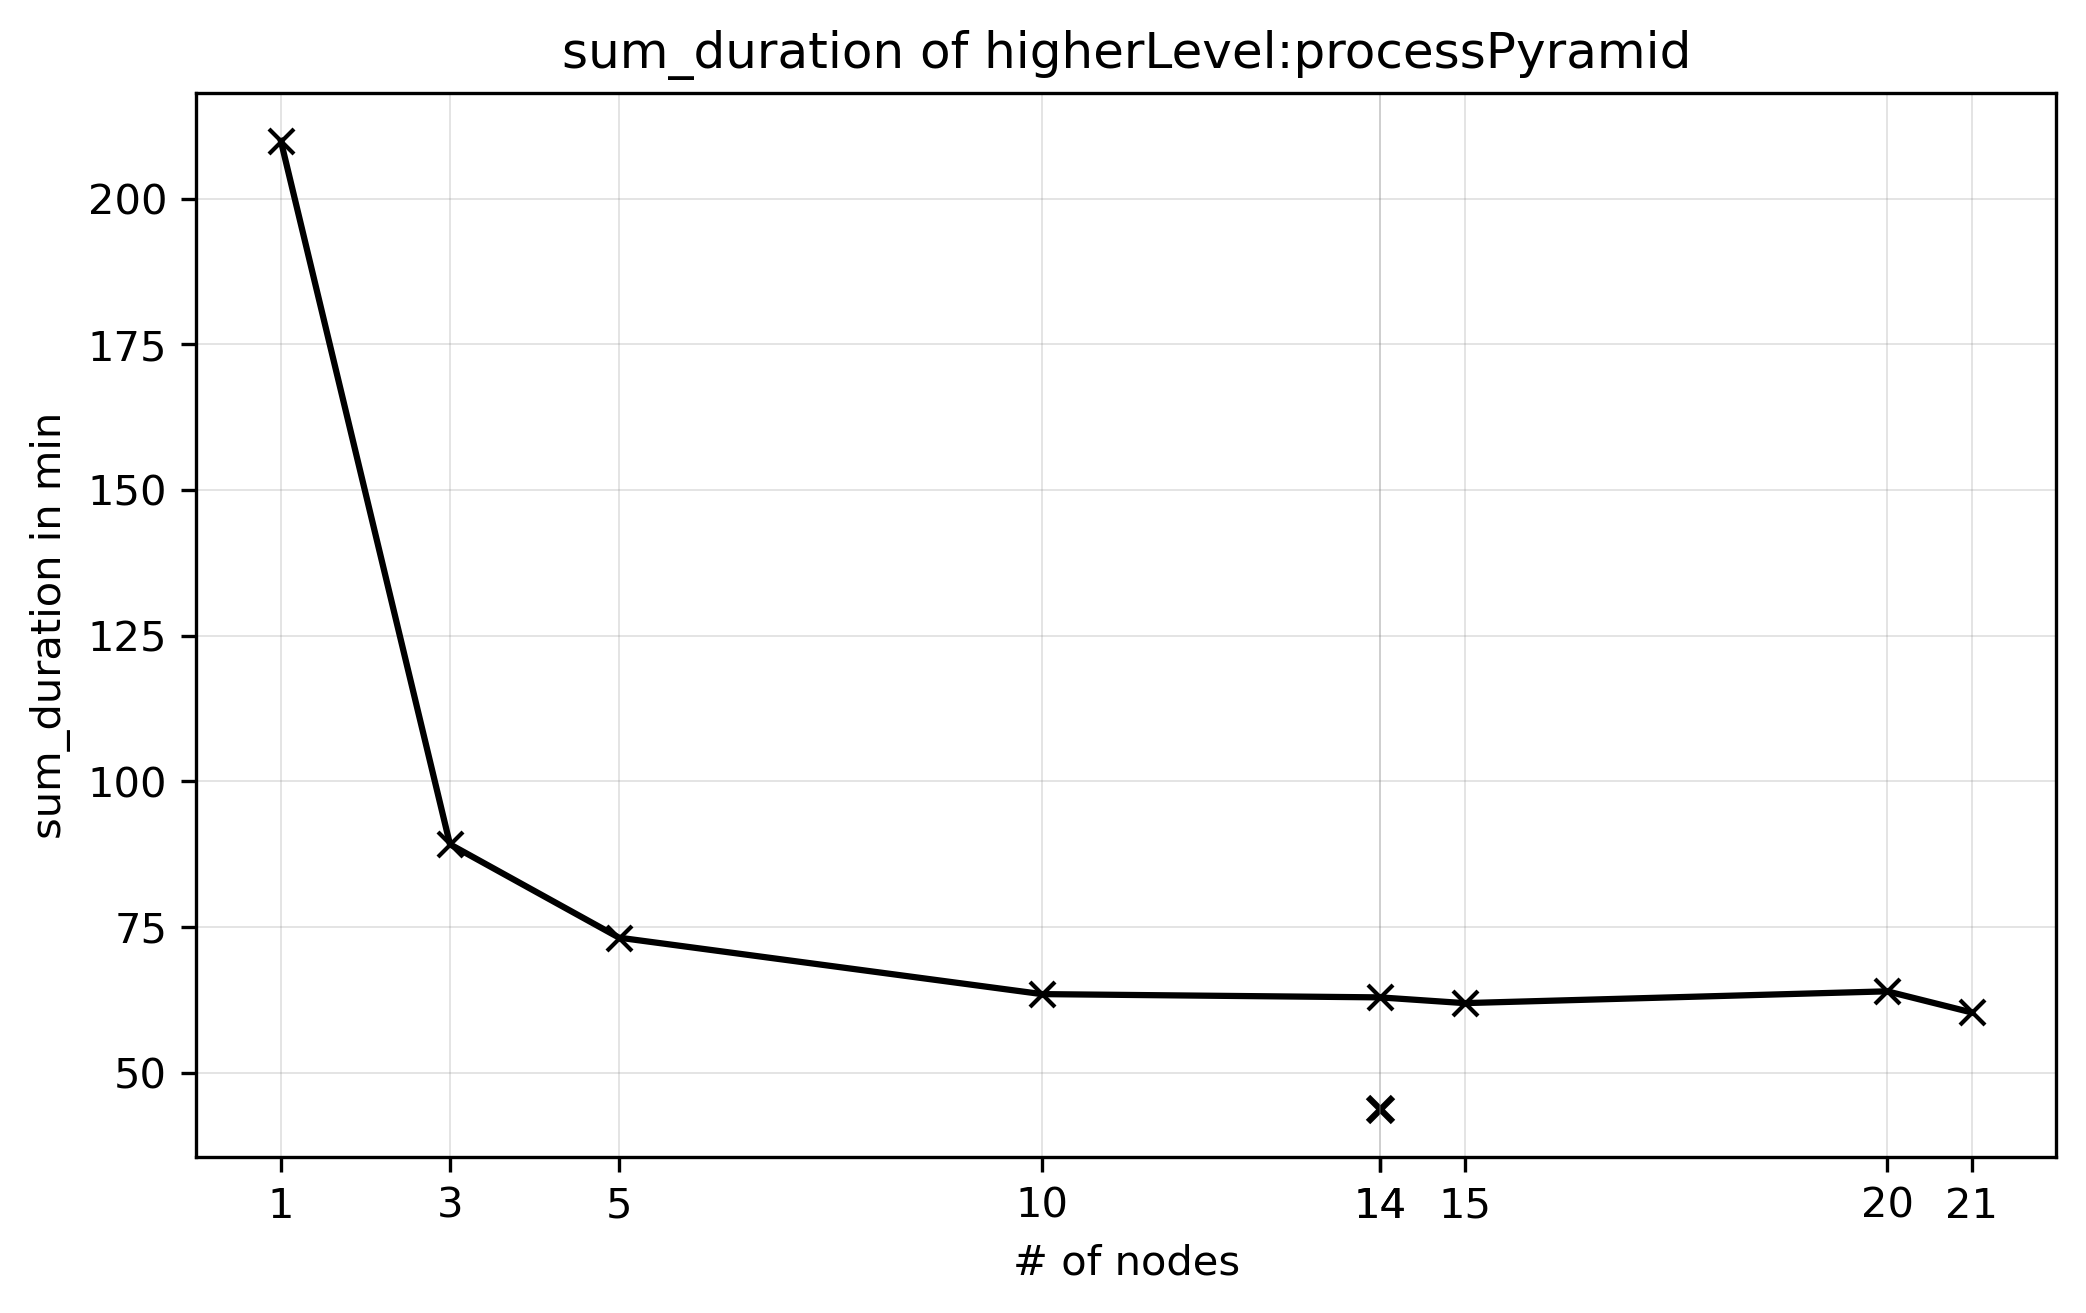 sum_duration of higherLevel:processPyramid
sum_duration in min
200
175
150
125
100
75
50
1 3 5 10 14 15 20 21
# of nodes